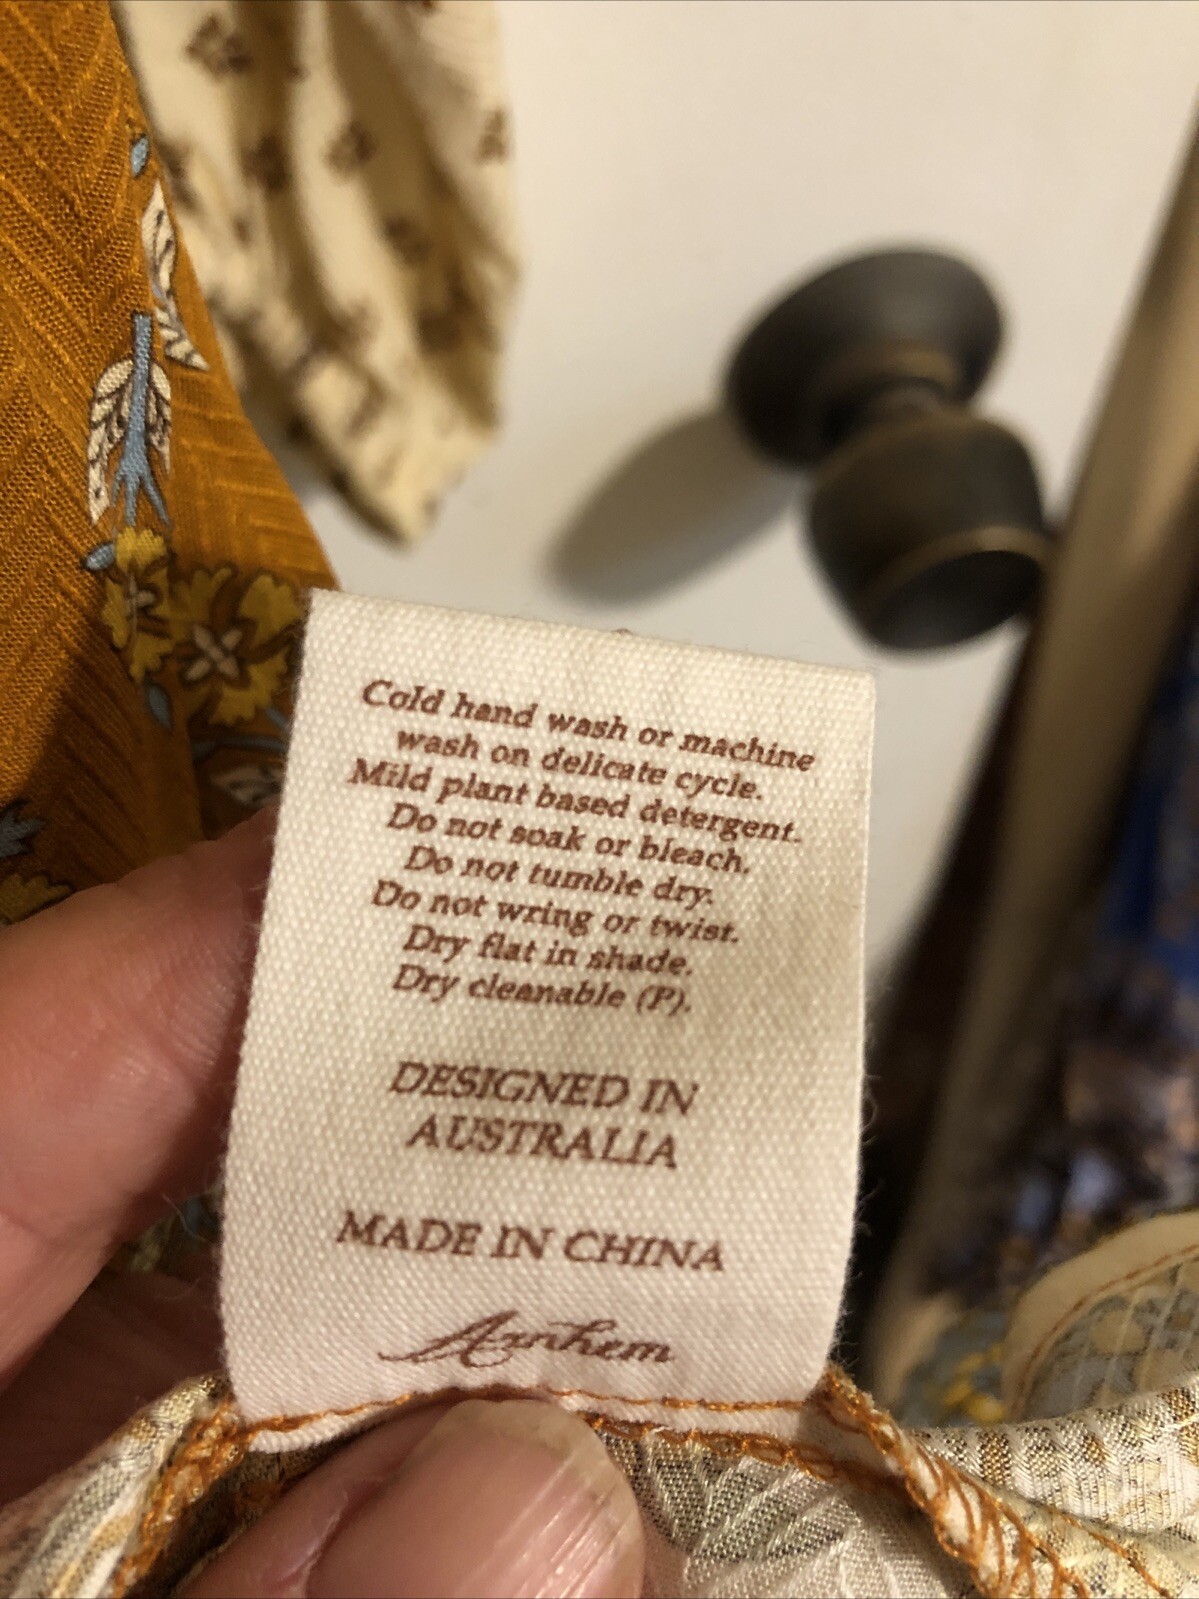 Cold hand wash or machine
wash on delicate cycle.
Mild plant based detergent.
Do not soak or bleach.
Do not tumble dry.
Do not wring or twist.
Dry flat in shade.
Dry cleanable (P).
DESIGNED IN
AUSTRALIA
MADE IN CHINA
Arnhem